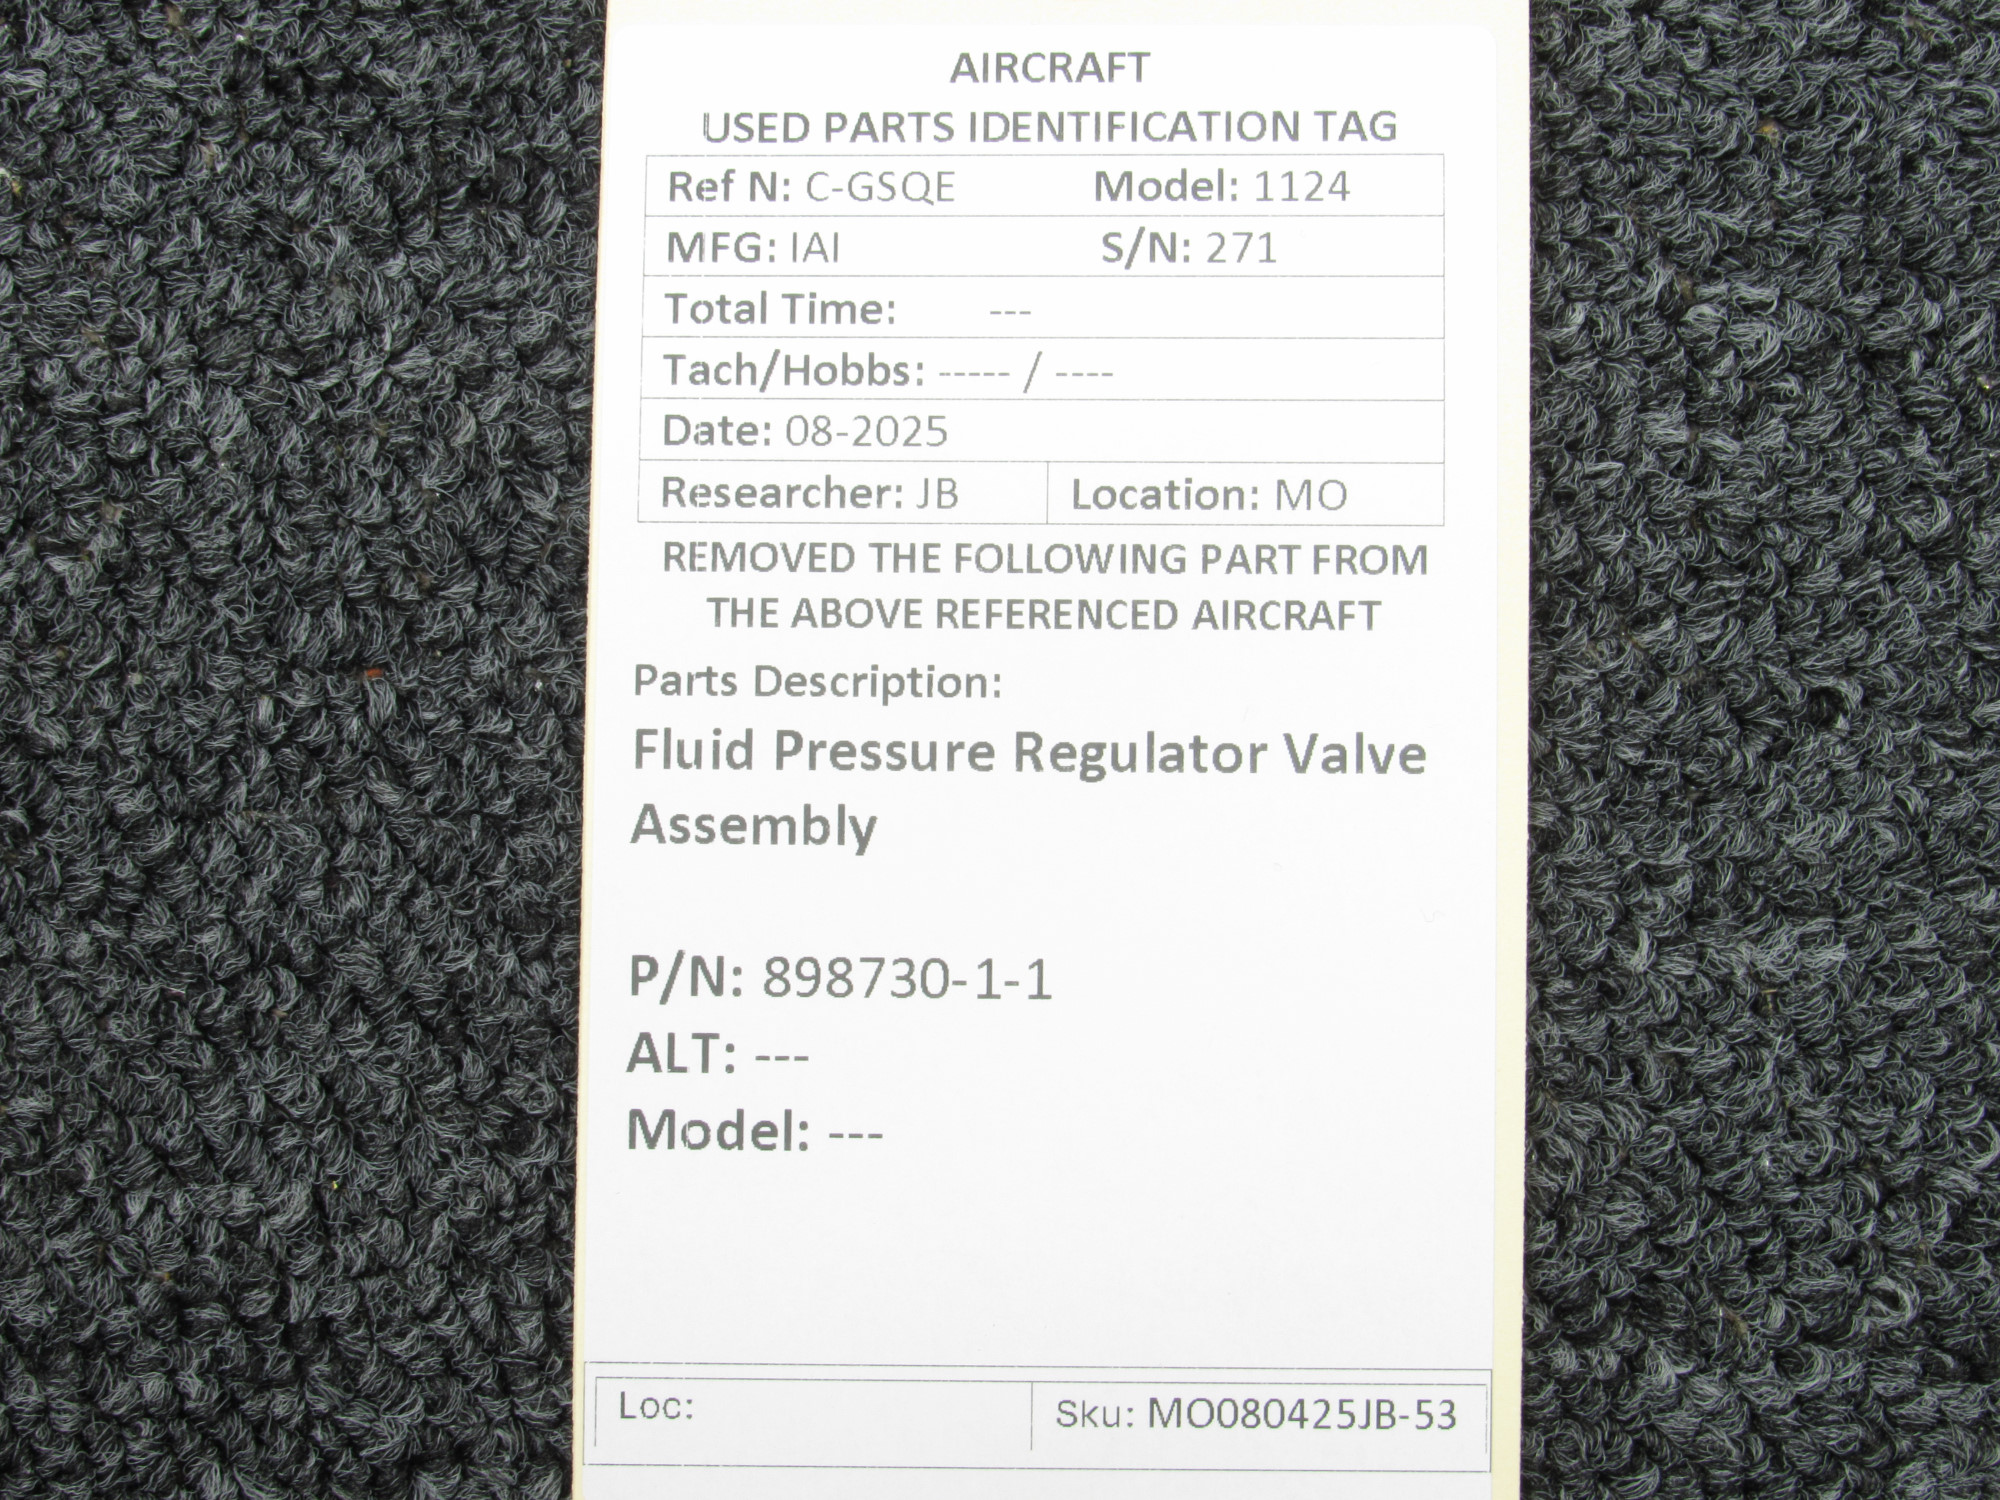 AIRCRAFT
USED PARTS IDENTIFICATION TAG
Ref N: C-GSQE Model: 1124
MFG: IAI S/N: 271
Total Time: ---
Tach/Hobbs: ----- / ----
Date: 08-2025
Researcher: JB Location: MO
REMOVED THE FOLLOWING PART FROM
THE ABOVE REFERENCED AIRCRAFT
Parts Description:
Fluid Pressure Regulator Valve
Assembly
P/N: 898730-1-1
ALT: ---
Model: ---
Loc: Sku: MO080425JB-53